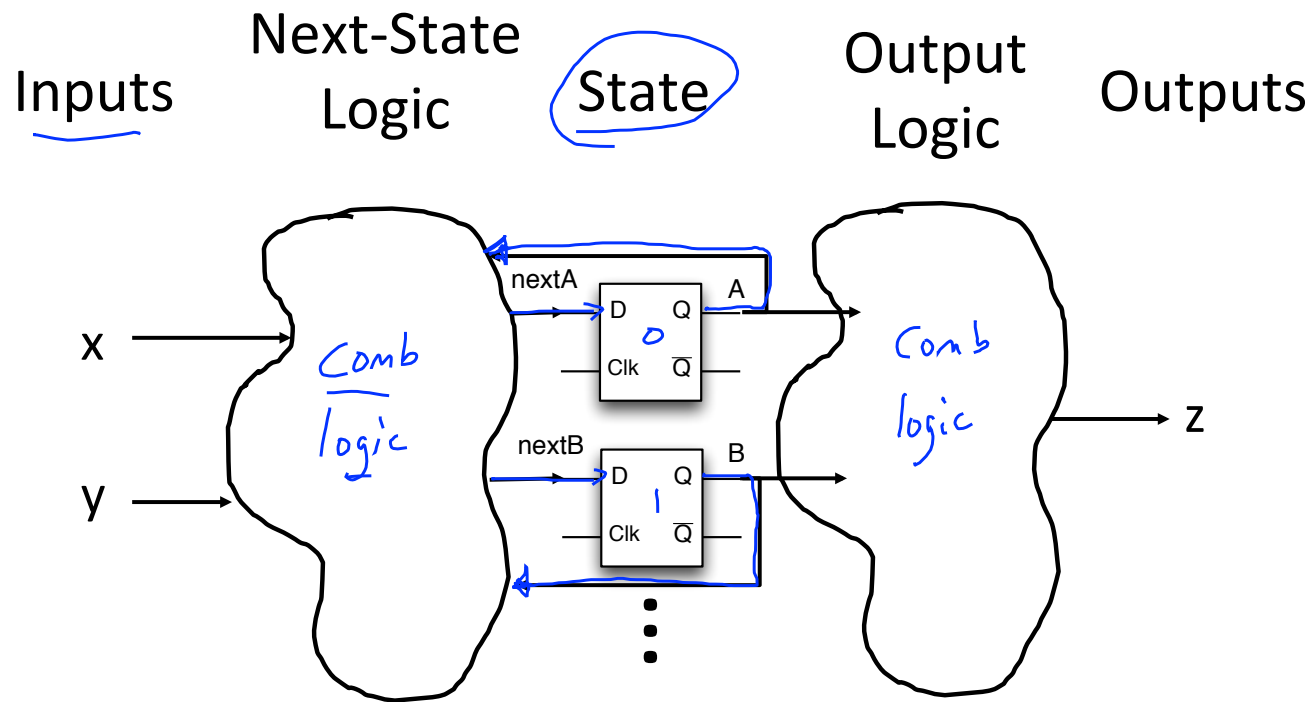 Inputs
Next-State
Logic
State
Output
Logic
Outputs
x
y
Comb
logic
nextA
D Q
0
Clk Q̅
A
nextB
D Q
1
Clk Q̅
B
Comb
logic
z